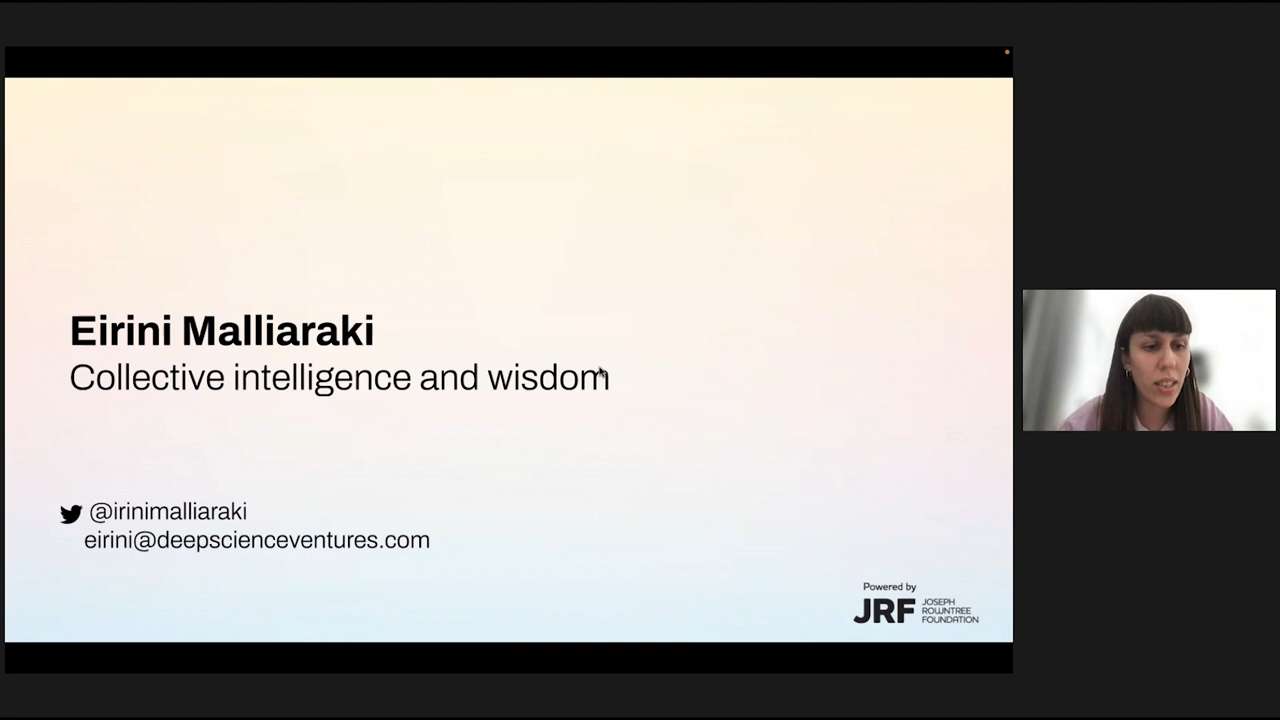 Eirini Malliaraki
Collective intelligence and wisdom
@irinimalliaraki
eirini@deepscienceventures.com
Powered by
JRF JOSEPH
ROWNTREE
FOUNDATION